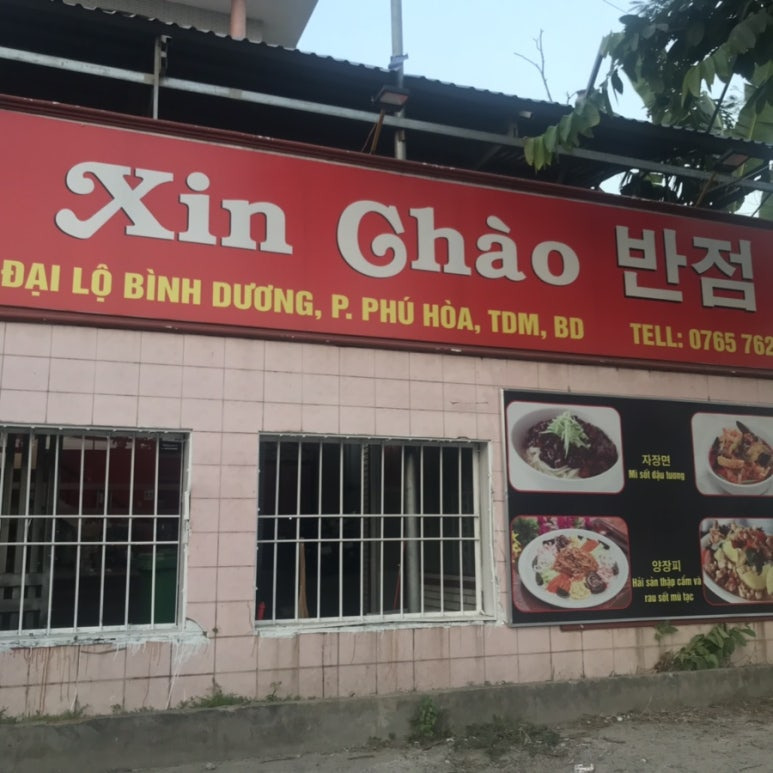 Xin Chào 반점
ĐẠI LỘ BÌNH DƯƠNG, P. PHÚ HÒA, TDM, BD
TELL: 0765 762
자장면
Mì sốt đậu tương
양장피
Hải sản thập cẩm và
rau sốt mù tạc